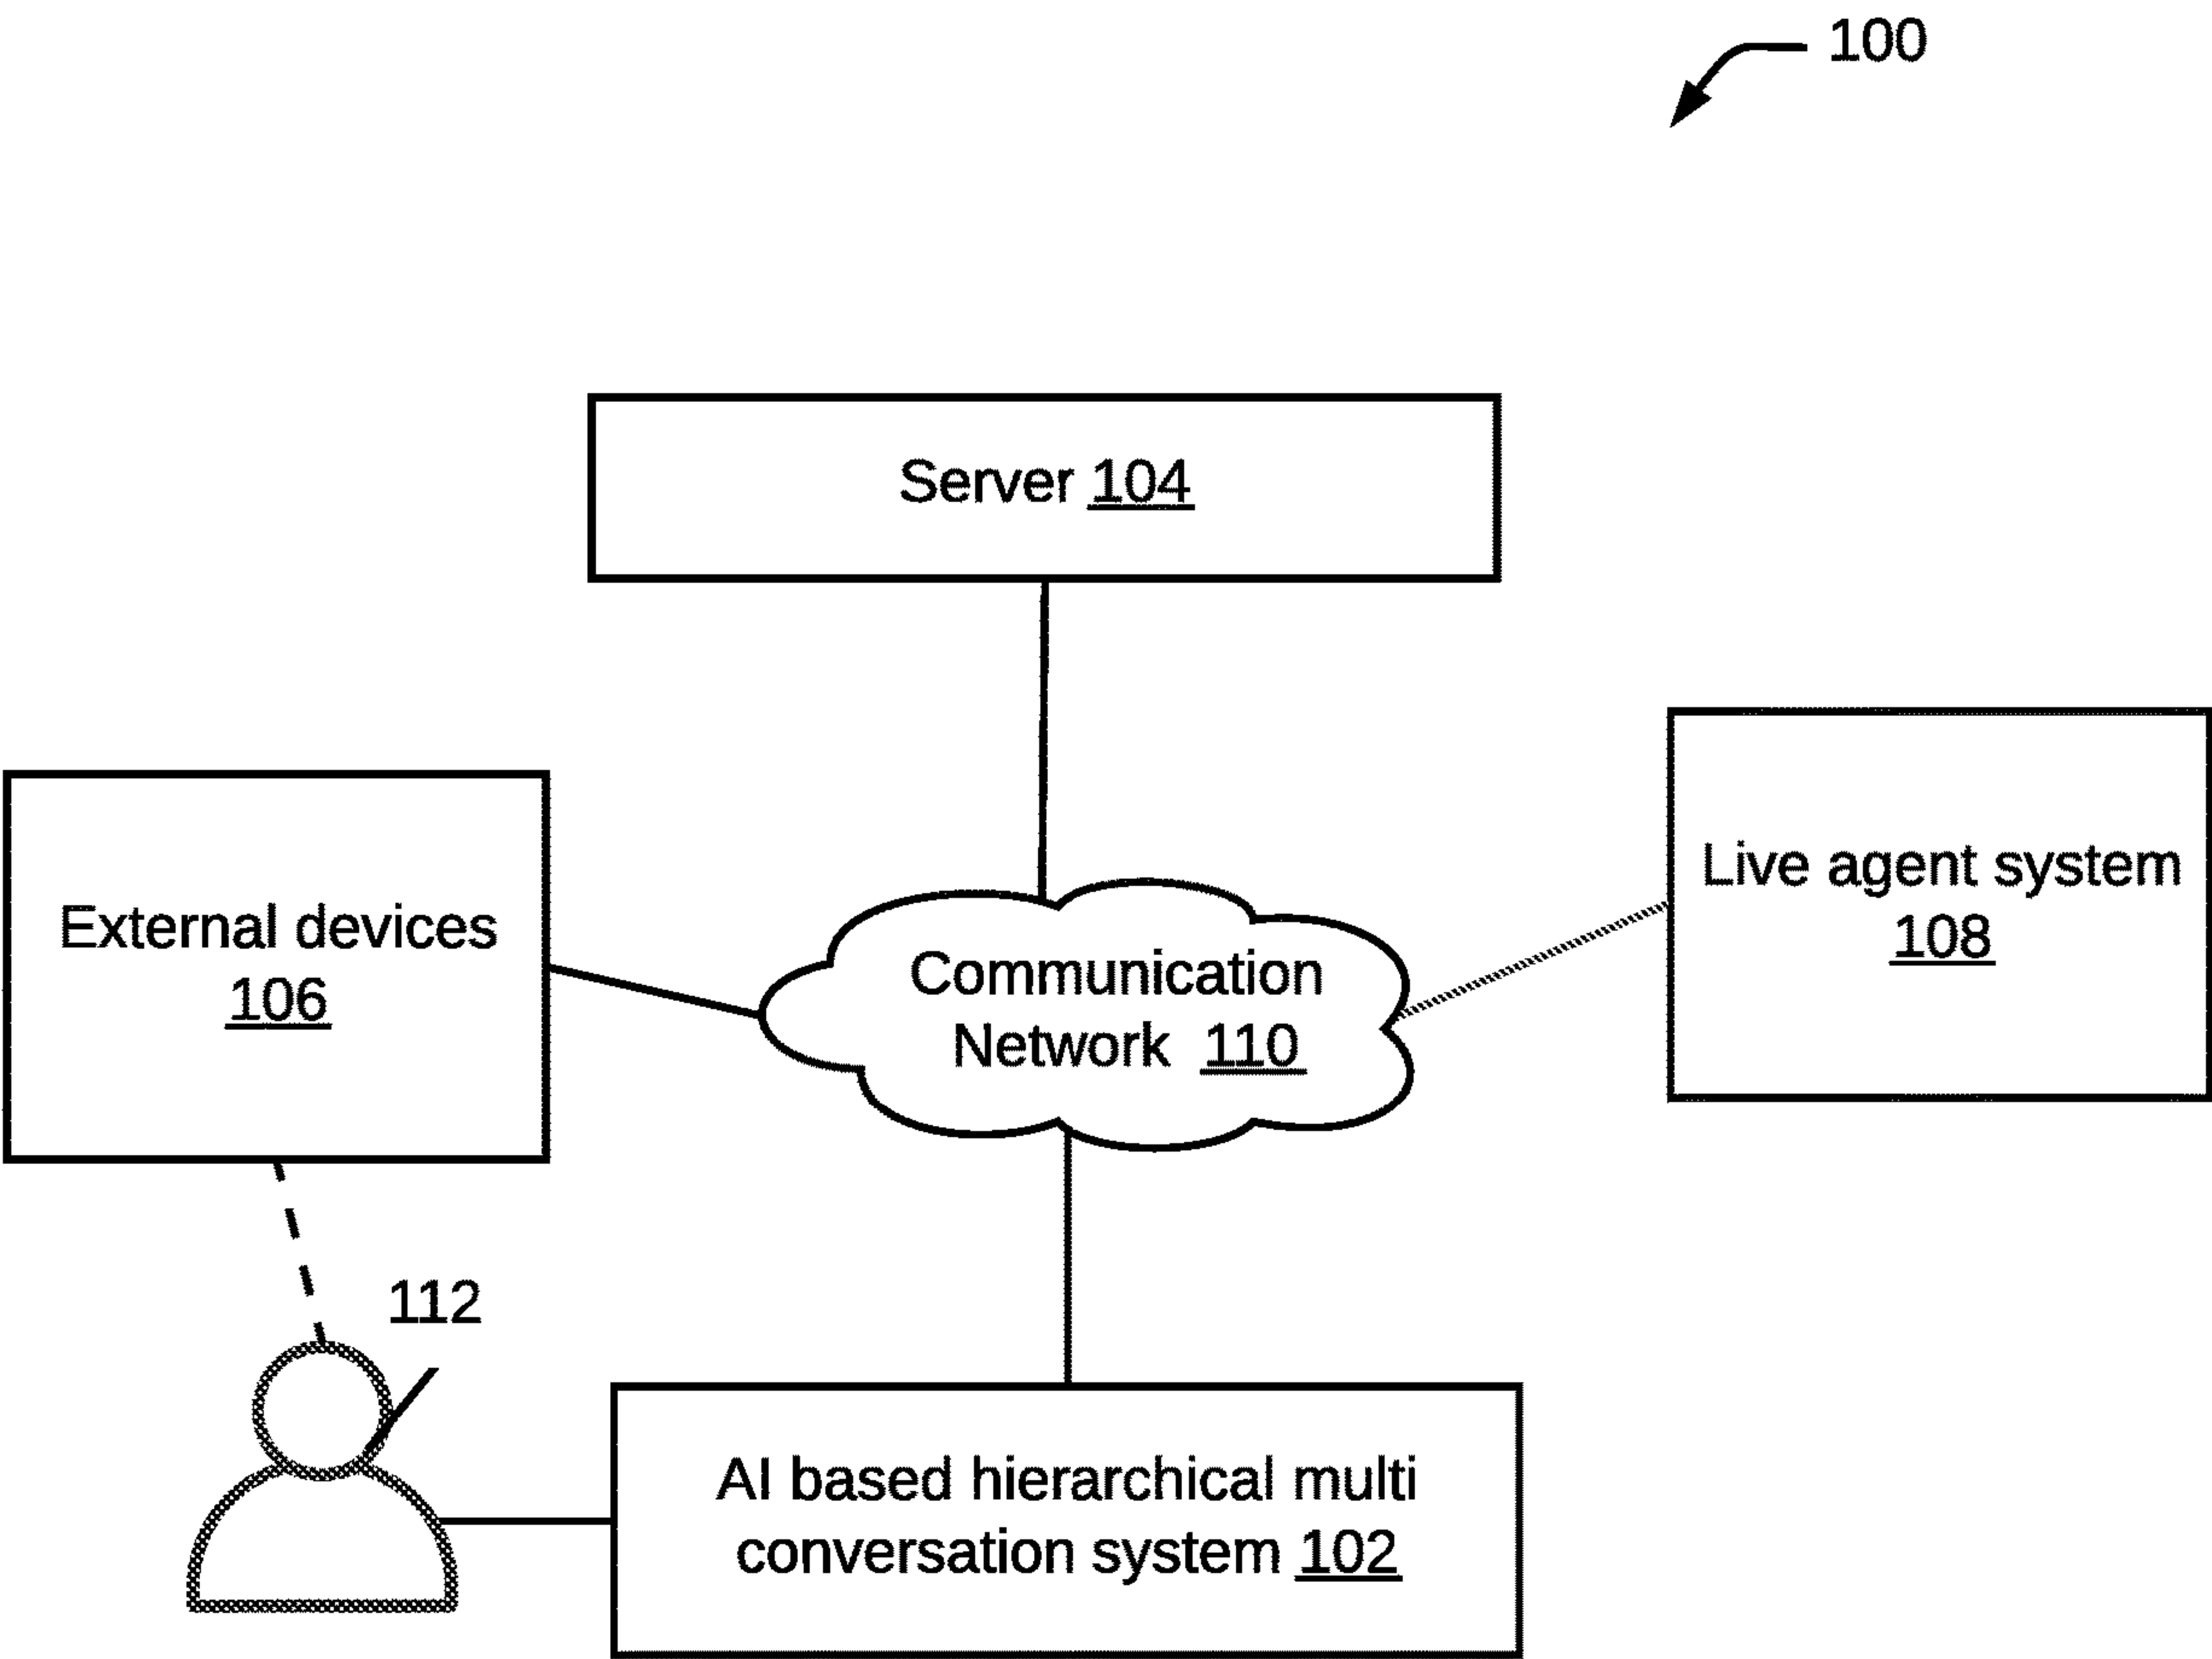 100
Server 104
Live agent system
108
External devices
106
Communication
Network 110
112
AI based hierarchical multi
conversation system 102